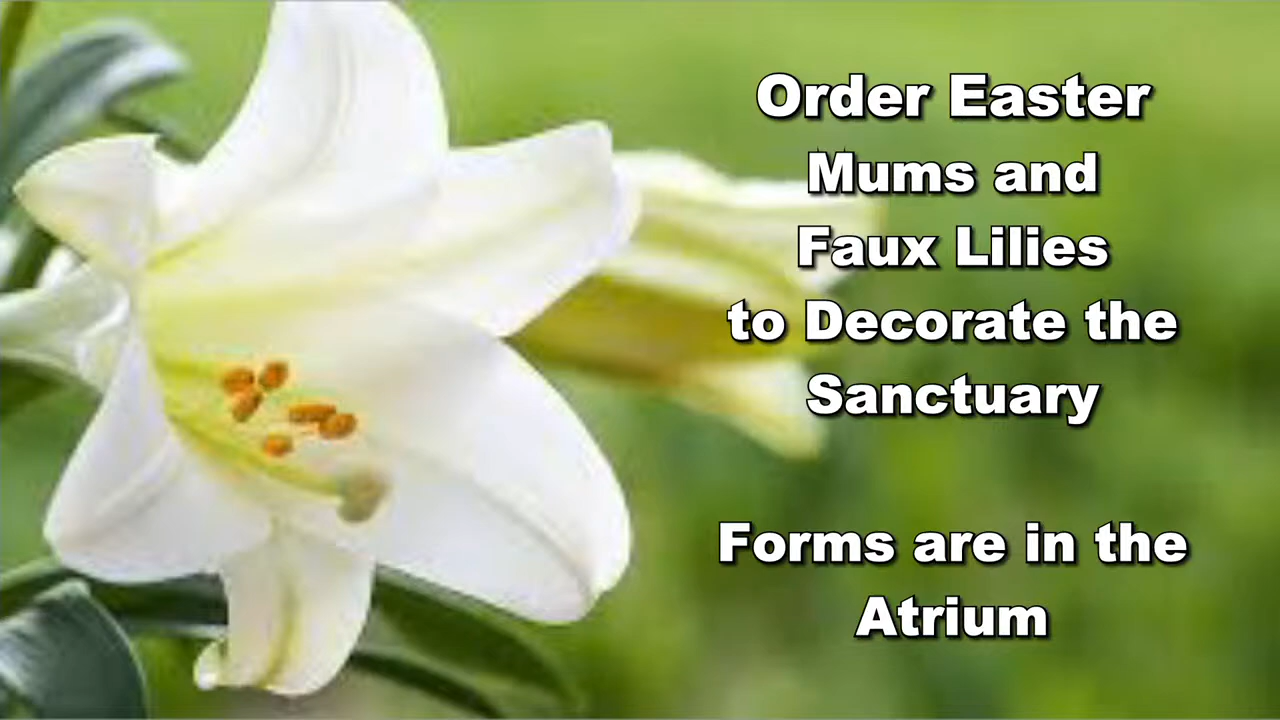 Order Easter
Mums and
Faux Lilies
to Decorate the
Sanctuary
Forms are in the
Atrium